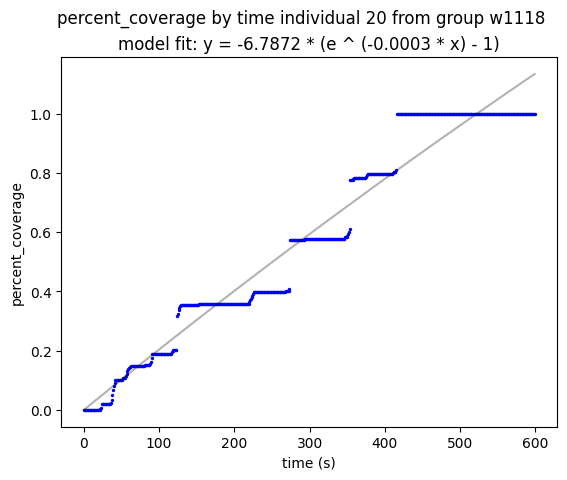 percent_coverage by time individual 20 from group w1118
model fit: y = -6.7872 * (e ^ (-0.0003 * x) - 1)
1.0
0.8
0.6
0.4
0.2
0.0
percent_coverage
0 100 200 300 400 500 600
time (s)